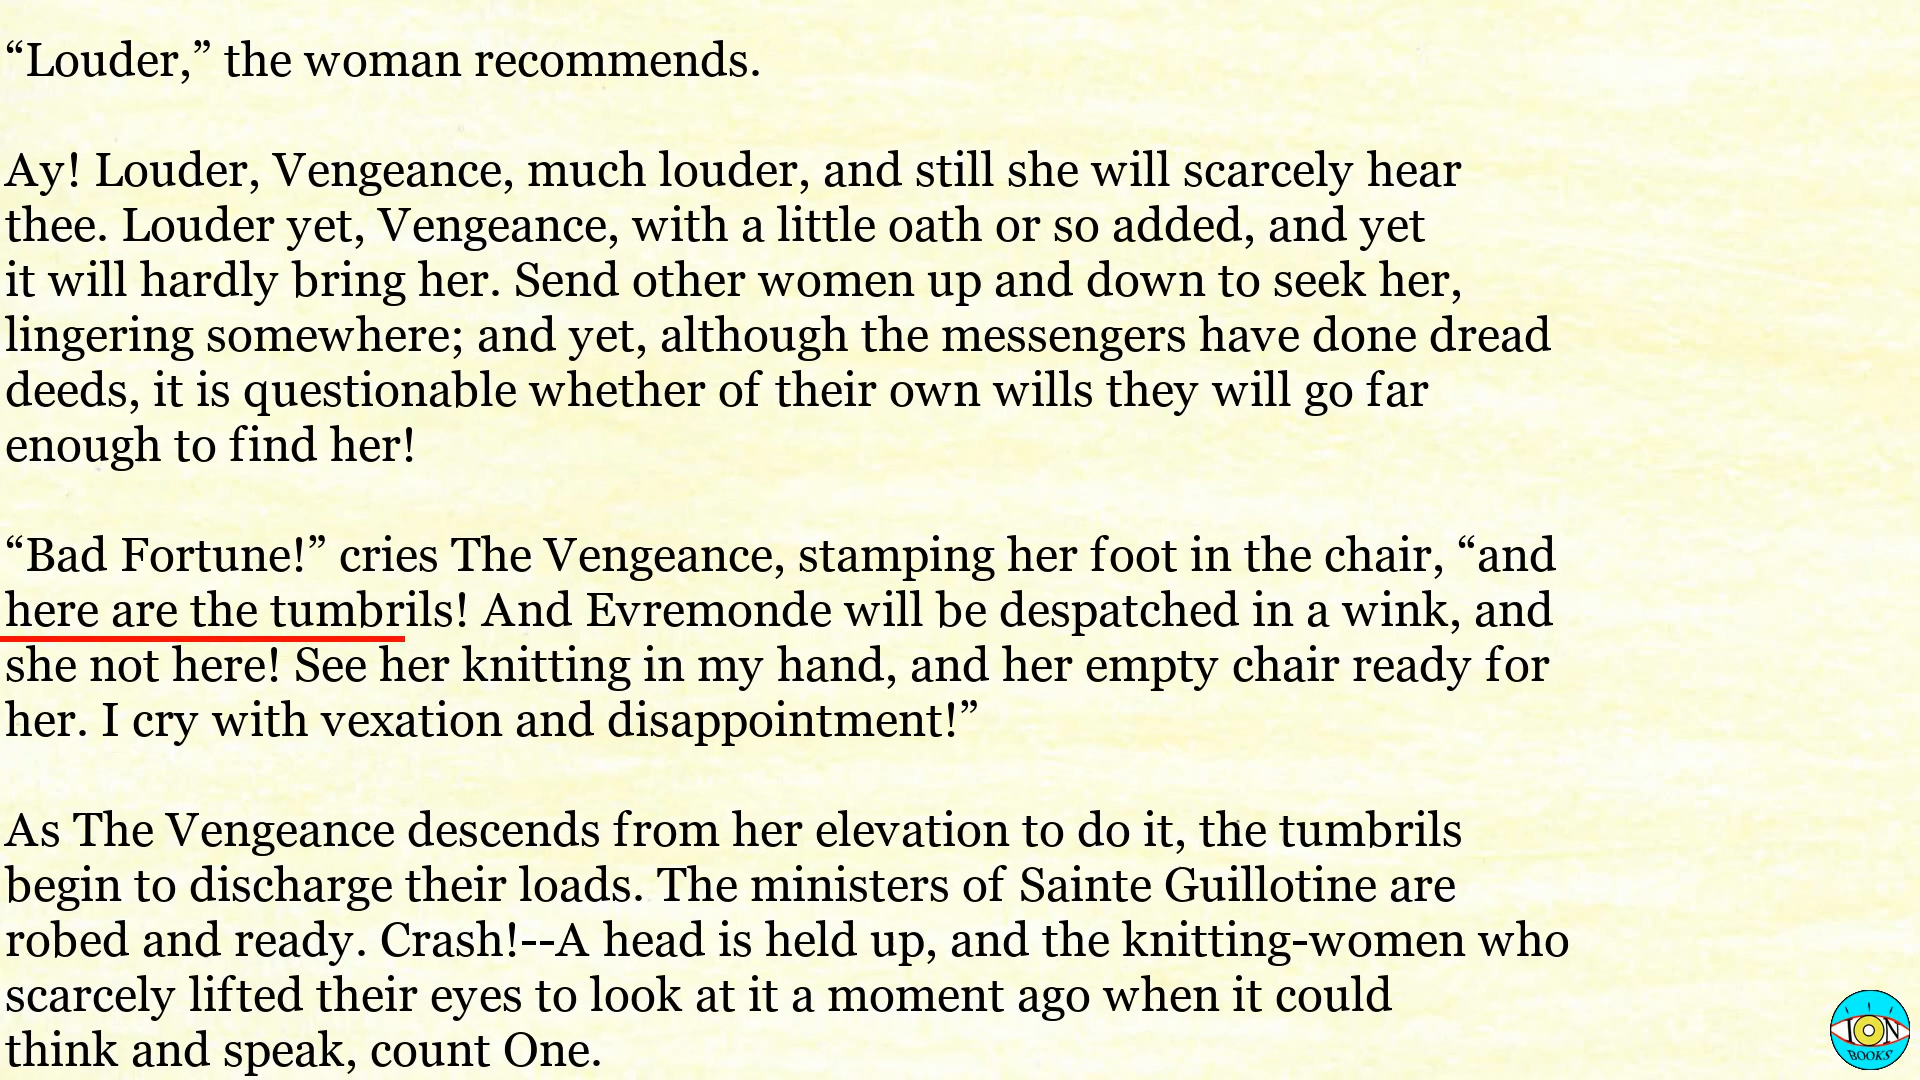 “Louder,” the woman recommends.
Ay! Louder, Vengeance, much louder, and still she will scarcely hear
thee. Louder yet, Vengeance, with a little oath or so added, and yet
it will hardly bring her. Send other women up and down to seek her,
lingering somewhere; and yet, although the messengers have done dread
deeds, it is questionable whether of their own wills they will go far
enough to find her!
“Bad Fortune!” cries The Vengeance, stamping her foot in the chair, “and
here are the tumbrils! And Evremonde will be despatched in a wink, and
she not here! See her knitting in my hand, and her empty chair ready for
her. I cry with vexation and disappointment!”
As The Vengeance descends from her elevation to do it, the tumbrils
begin to discharge their loads. The ministers of Sainte Guillotine are
robed and ready. Crash!--A head is held up, and the knitting-women who
scarcely lifted their eyes to look at it a moment ago when it could
think and speak, count One.
ION
BOOKS